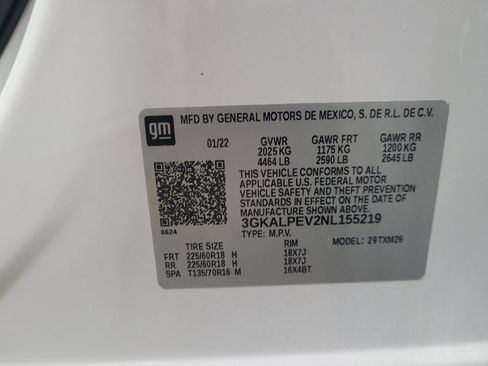 gm
MFD BY GENERAL MOTORS DE MEXICO, S. DE R.L. DE C.V.
01/22 GVWR GAWR FRT GAWR RR
2025 KG 1175 KG 1200 KG
4464 LB 2590 LB 2645 LB
THIS VEHICLE CONFORMS TO ALL
APPLICABLE U.S. FEDERAL MOTOR
VEHICLE SAFETY AND THEFT PREVENTION
STANDARDS IN EFFECT ON THE DATE OF
MANUFACTURE SHOWN ABOVE.
3GKALPEV2NL155219
8624
TYPE: M.P.V. MODEL: 29TXM26
TIRE SIZE RIM
FRT 225/60R18 H 18X7J
RR 225/60R18 H 18X7J
SPA T135/70R16 M 16X4BT